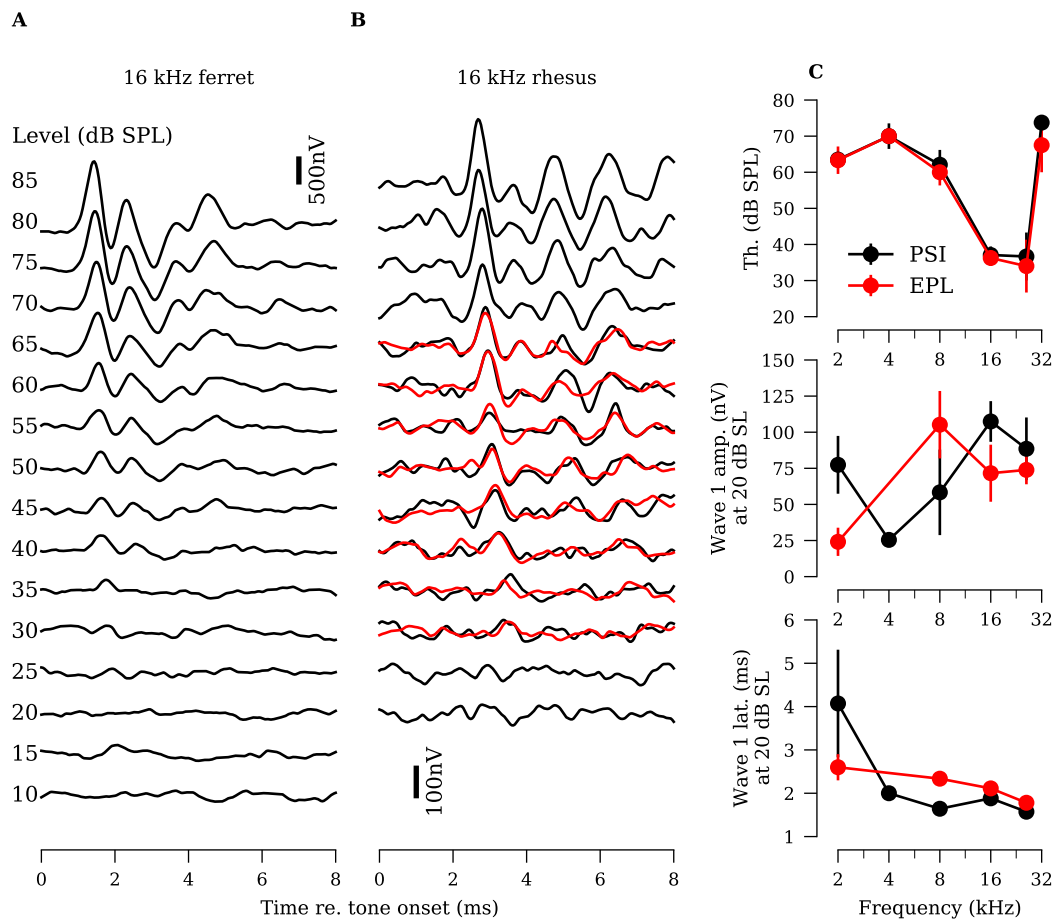 A
B
16 kHz ferret
16 kHz rhesus
C
Level (dB SPL)
500nV
85
80
75
70
65
60
55
50
45
40
35
30
25
20
15
10
100nV
0 2 4 6 8
0 2 4 6 8
Time re. tone onset (ms)
80
70
60
50
40
30
20
Th. (dB SPL)
PSI
EPL
2 4 8 16 32
150
125
100
75
50
25
0
Wave 1 amp. (nV)
at 20 dB SL
2 4 8 16 32
6
5
4
3
2
1
Wave 1 lat. (ms)
at 20 dB SL
2 4 8 16 32
Frequency (kHz)